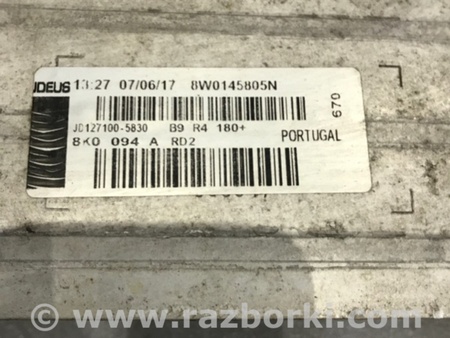 JDEUS 13:27 07/06/17 8W0145805N
JD127100-5830 B9 R4 180+
8K0 094 A RD2
PORTUGAL
670
www.razborki.com